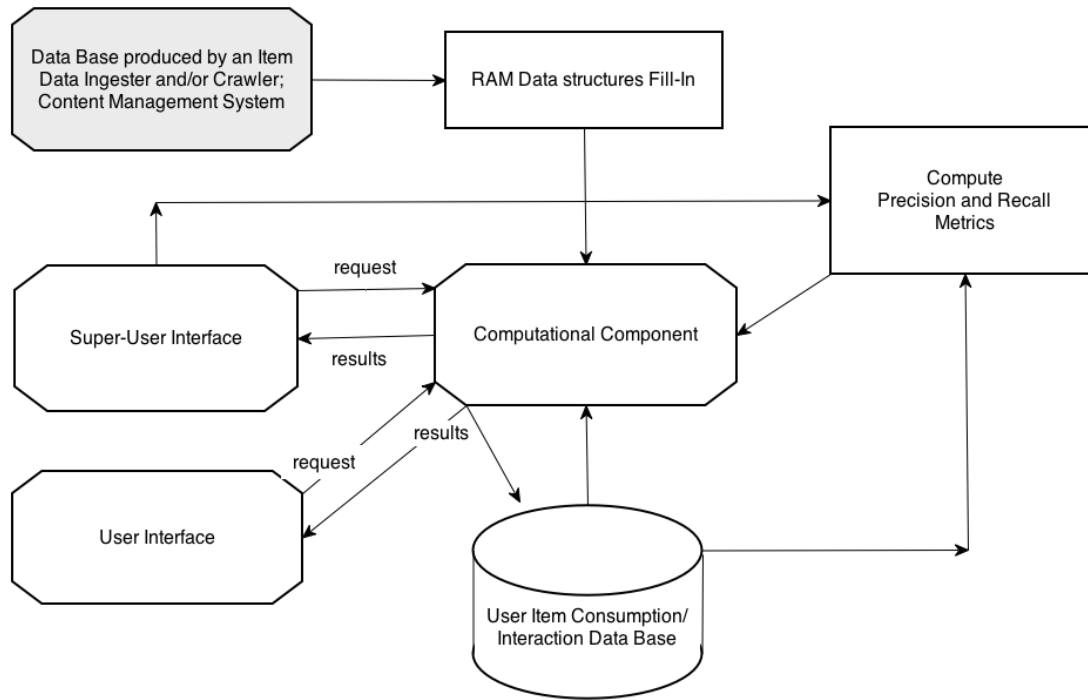 Data Base produced by an Item
Data Ingester and/or Crawler;
Content Management System
RAM Data structures Fill-In
Compute
Precision and Recall
Metrics
request
Super-User Interface
Computational Component
results
results
request
User Interface
User Item Consumption/
Interaction Data Base